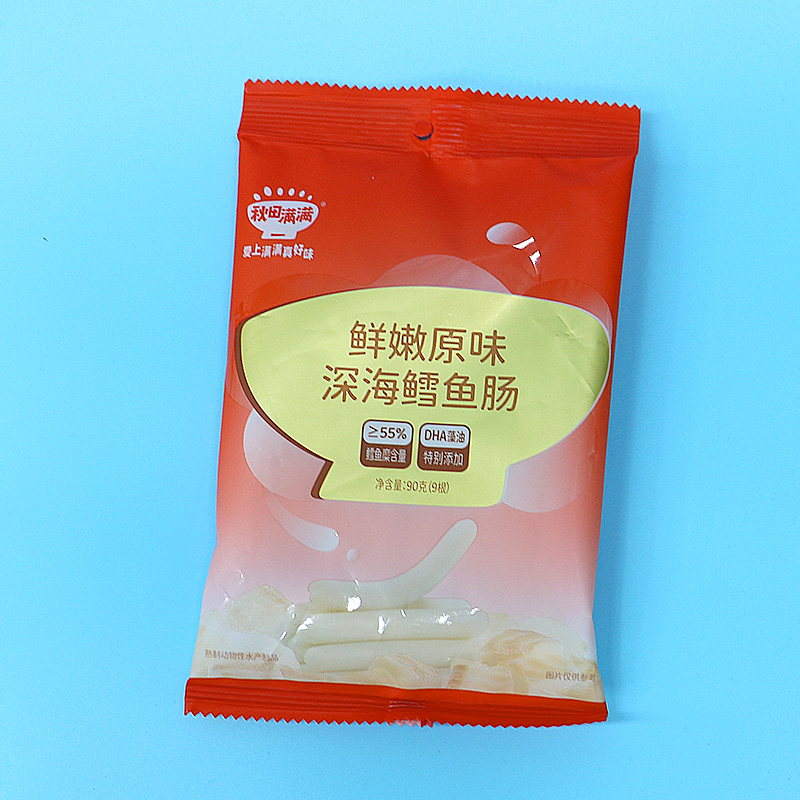 秋田满满
爱上满满真好味
鲜嫩原味
深海鳕鱼肠
≥55%
鳕鱼糜含量
DHA藻油
特别添加
净含量:90克(9根)
熟制动物性水产制品
图片仅供参考